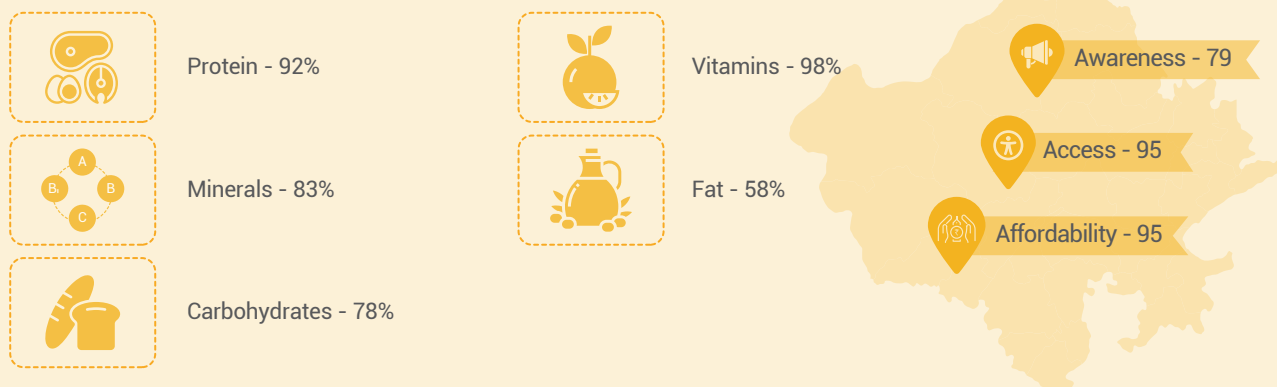 Protein - 92%
Vitamins - 98%
Awareness - 79
A
B₁
B
C
Minerals - 83%
Access - 95
Fat - 58%
Affordability - 95
Carbohydrates - 78%